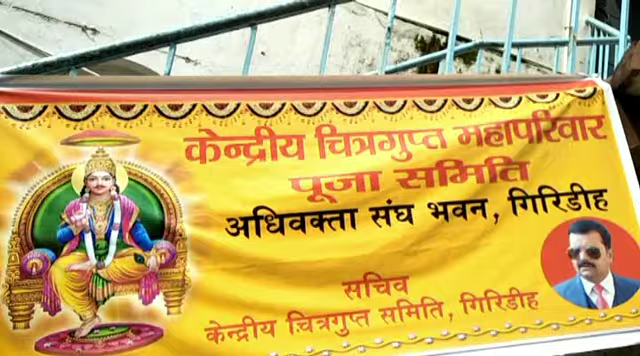 केन्द्रीय चित्रगुप्त महापरिवार
पूजा समिति
अधिवक्ता संघ भवन, गिरिडीह
सचिव
केन्द्रीय चित्रगुप्त समिति, गिरिडीह